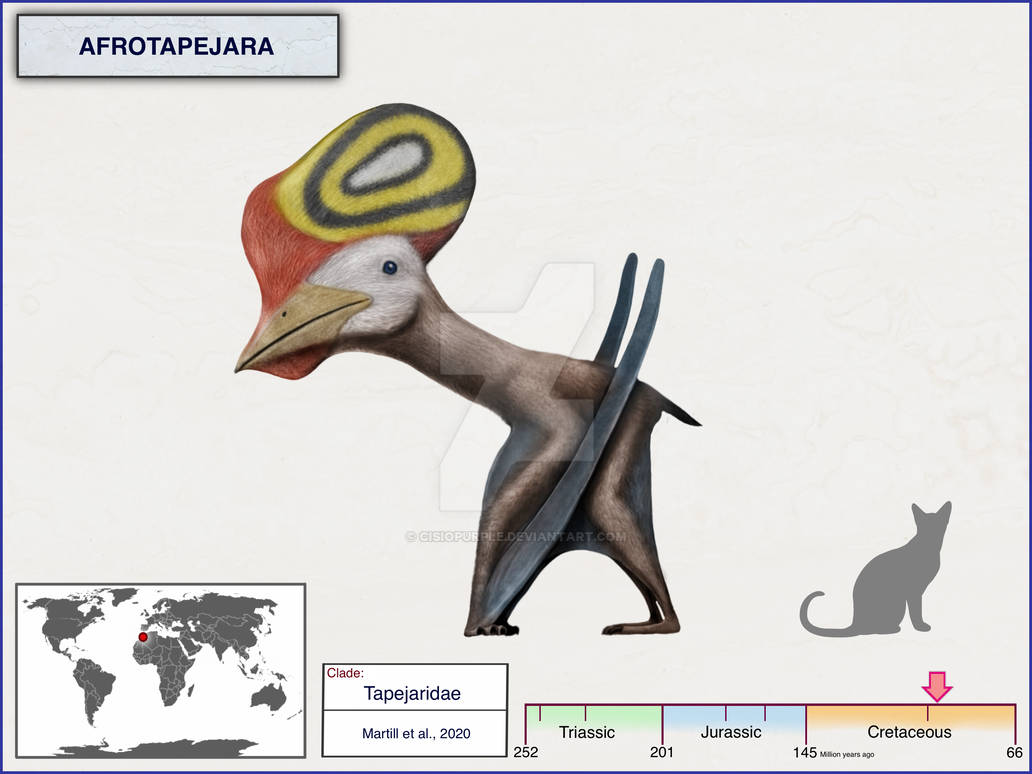 AFROTAPEJARA
© CISIOPURPLE.DEVIANTART.COM
Clade:
Tapejaridae
Martill et al., 2020
Triassic
Jurassic
Cretaceous
252
201
145 Million years ago
66